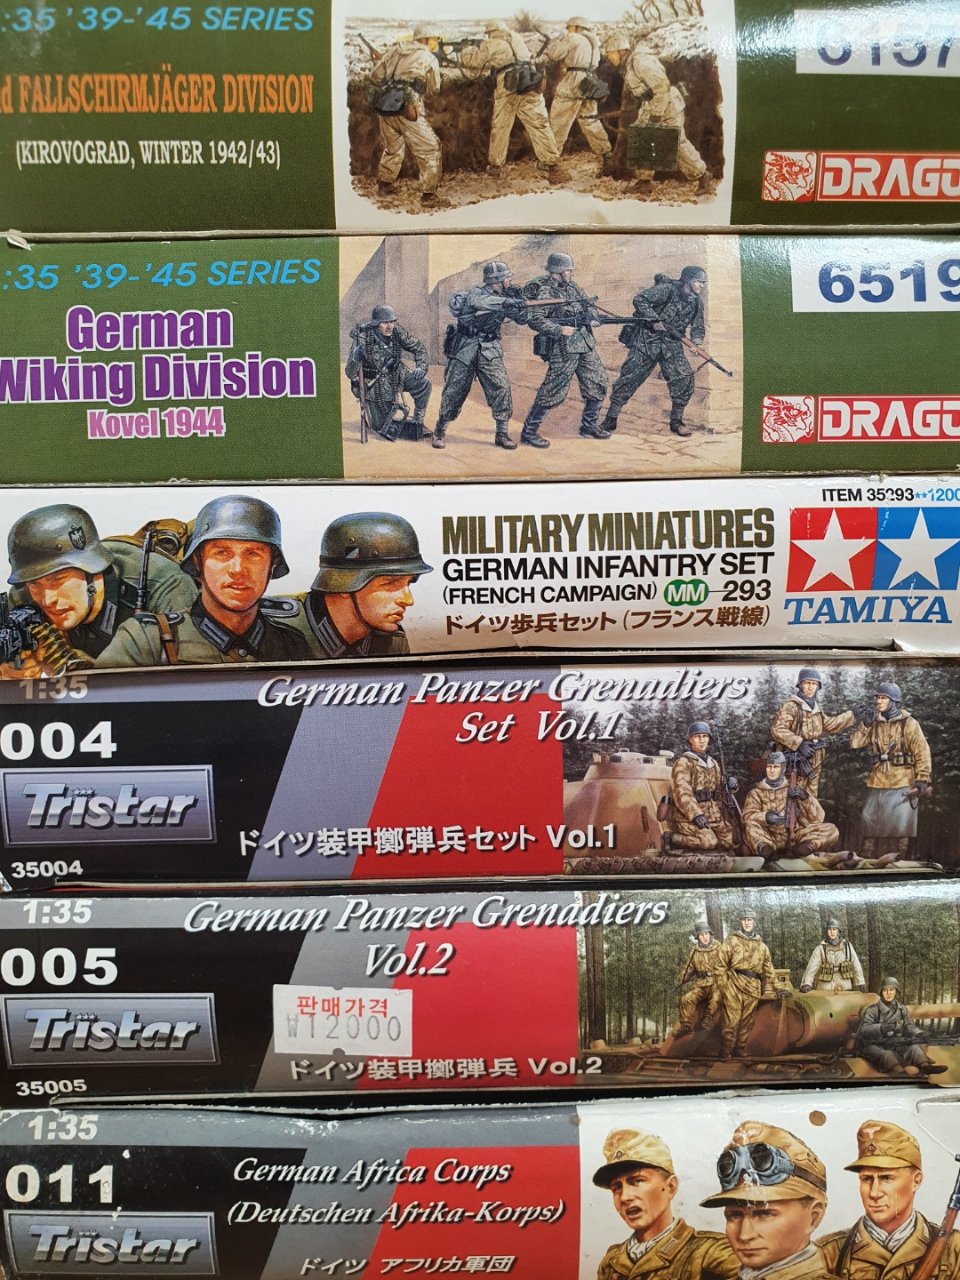 :35 '39-'45 SERIES
d FALLSCHIRMJÄGER DIVISION
(KIROVOGRAD, WINTER 1942/43)
6157
DRAGO
:35 '39-'45 SERIES
German
Wiking Division
Kovel 1944
6519
DRAGO
MILITARY MINIATURES
GERMAN INFANTRY SET
(FRENCH CAMPAIGN) MM 293
ドイツ歩兵セット (フランス戦線)
ITEM 35293**1200
TAMIYA
1:35
004
Tristar
35004
German Panzer Grenadiers
Set Vol.1
ドイツ装甲擲弾兵セット Vol.1
1:35
005
Tristar
35005
German Panzer Grenadiers
Vol.2
판매가격
₩12000
ドイツ装甲擲弾兵 Vol.2
1:35
011
Tristar
German Africa Corps
(Deutschen Afrika-Korps)
ドイツ アフリカ軍団